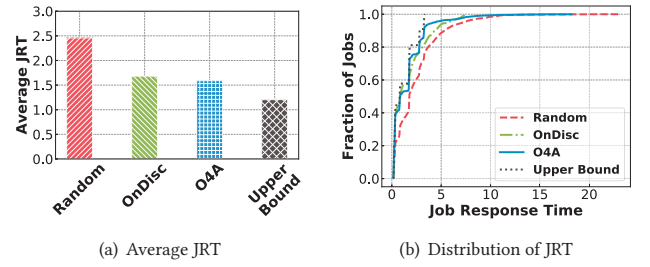 3.0
2.5
2.0
1.5
1.0
0.5
0.0
Average JRT
Random
OnDisc
O4A
Upper
Bound
(a) Average JRT
1.0
0.8
0.6
0.4
0.2
0.0
Fraction of Jobs
Random
OnDisc
O4A
Upper Bound
0 5 10 15 20
Job Response Time
(b) Distribution of JRT